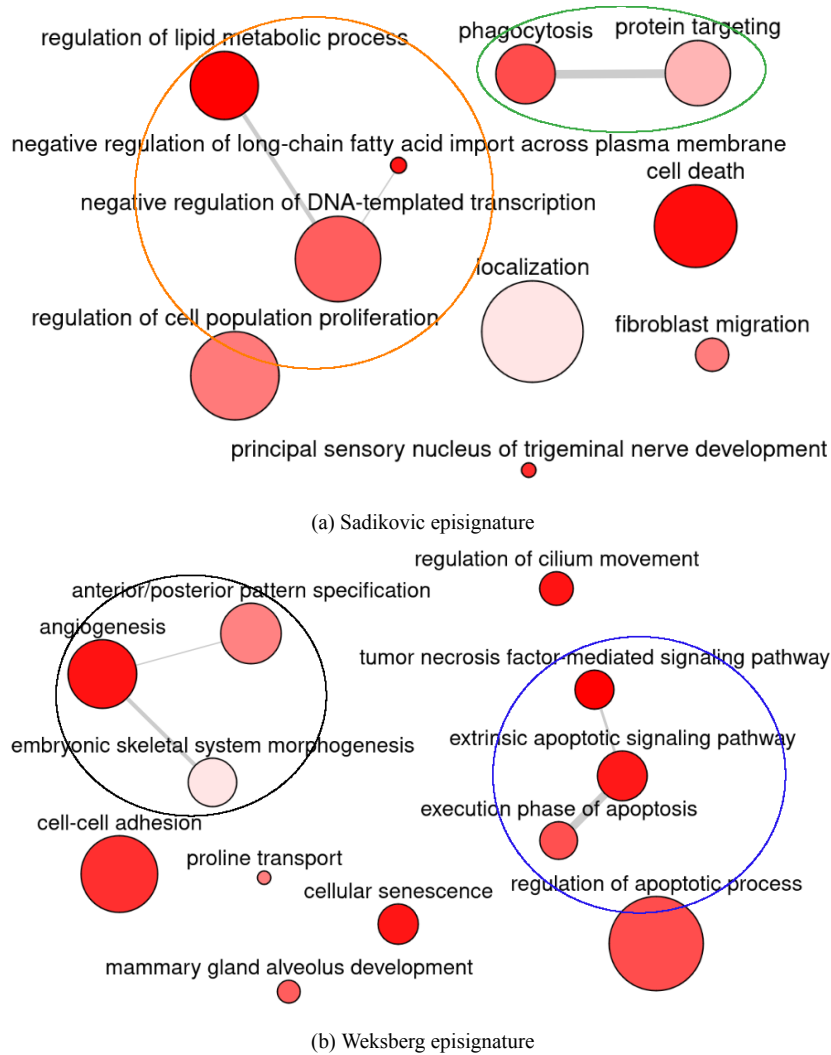 regulation of lipid metabolic process
phagocytosis
protein targeting
negative regulation of long-chain fatty acid import across plasma membrane
cell death
negative regulation of DNA-templated transcription
localization
regulation of cell population proliferation
fibroblast migration
principal sensory nucleus of trigeminal nerve development
(a) Sadikovic episignature
regulation of cilium movement
anterior/posterior pattern specification
angiogenesis
tumor necrosis factor-mediated signaling pathway
extrinsic apoptotic signaling pathway
embryonic skeletal system morphogenesis
execution phase of apoptosis
cell-cell adhesion
proline transport
cellular senescence
regulation of apoptotic process
mammary gland alveolus development
(b) Weksberg episignature